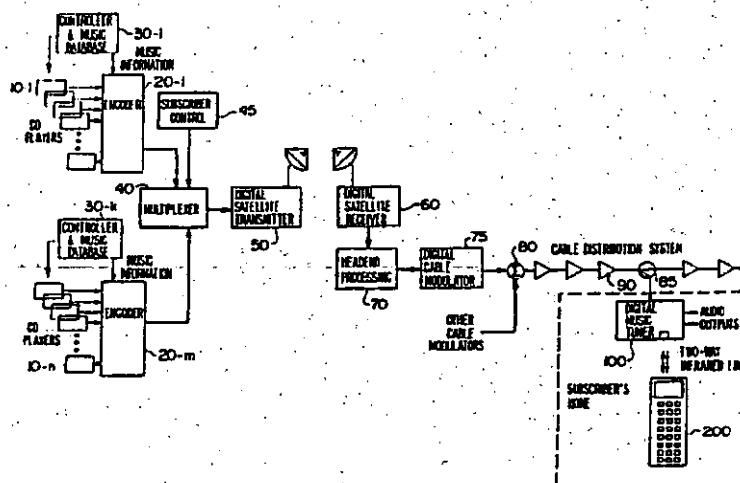 CONTROLLER
& MUSIC
DATABASE
30-1
MUSIC
INFORMATION
10-1
20-1
ENCODER
CD
PLAYERS
SUBSCRIBER
CONTROL
45
40
MULTIPLEXER
DIGITAL
SATELLITE
TRANSMITTER
50
DIGITAL
SATELLITE
RECEIVER
60
30-k
CONTROLLER
& MUSIC
DATABASE
MUSIC
INFORMATION
ENCODER
CD
PLAYERS
10-n
20-m
HEADEND
PROCESSING
70
DIGITAL
CABLE
MODULATOR
75
80
CABLE DISTRIBUTION SYSTEM
90
85
OTHER
CABLE
MODULATORS
DIGITAL
MUSIC
TUNER
100
AUDIO
OUTPUTS
TWO-WAY
INFRARED
SUBSCRIBER'S
HOME
200